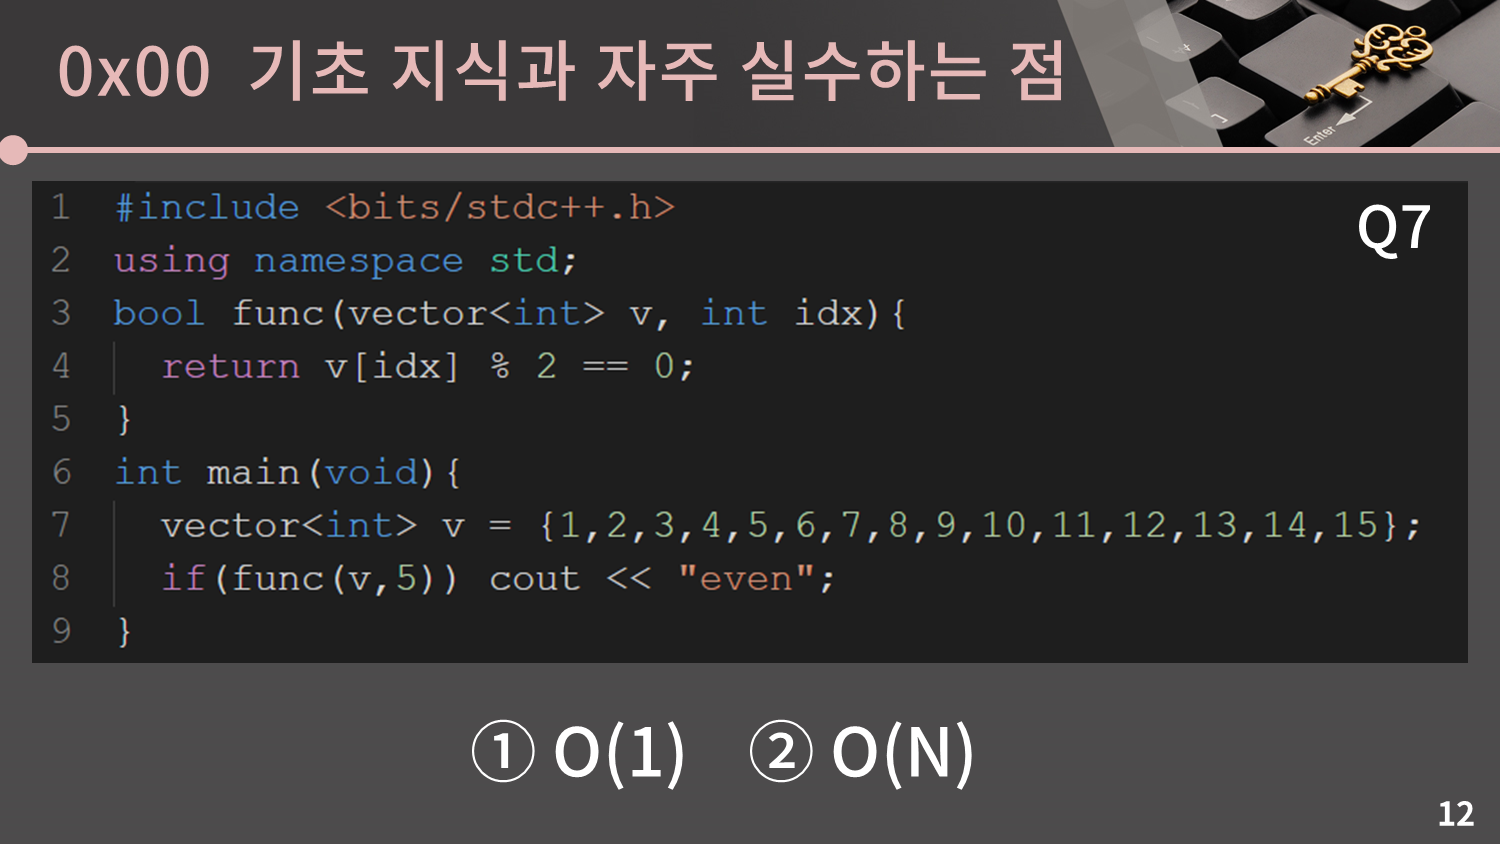 0x00 기초 지식과 자주 실수하는 점
Enter
Q7
1 #include <bits/stdc++.h>
2 using namespace std;
3 bool func(vector<int> v, int idx){
4 return v[idx] % 2 == 0;
5 }
6 int main(void){
7 vector<int> v = {1,2,3,4,5,6,7,8,9,10,11,12,13,14,15};
8 if(func(v,5)) cout << "even";
9 }
① O(1) ② O(N)
12